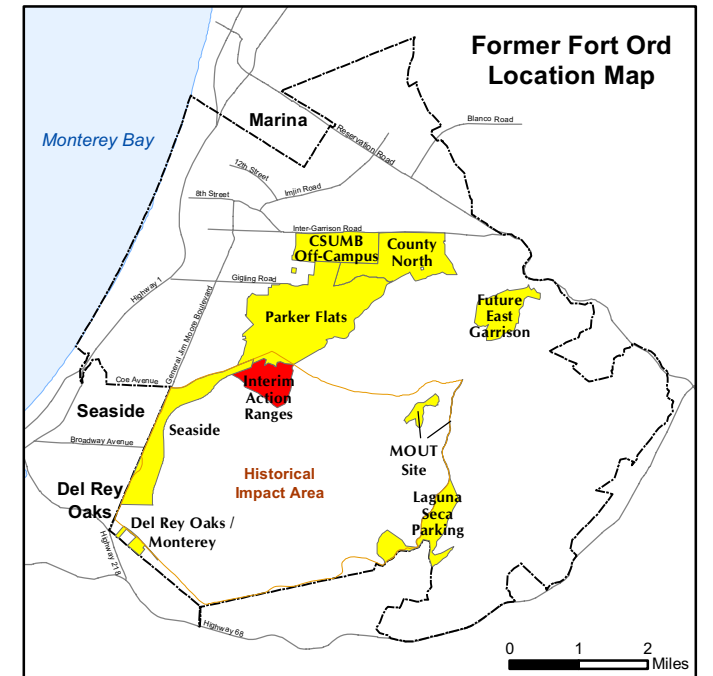 Former Fort Ord
Location Map
Marina
Blanco Road
Monterey Bay
Reservation Road
12th Street
Imjin Road
8th Street
Inter-Garrison Road
CSUMB
Off-Campus
County
North
Gigling Road
Highway 1
General Jim Moore Boulevard
Parker Flats
Future
East
Garrison
Coe Avenue
Interim
Action
Ranges
Seaside
Seaside
Broadway Avenue
MOUT
Site
Historical
Impact Area
Del Rey
Oaks
Laguna
Seca
Parking
Del Rey Oaks /
Monterey
Highway 218
Highway 68
0 1 2
Miles